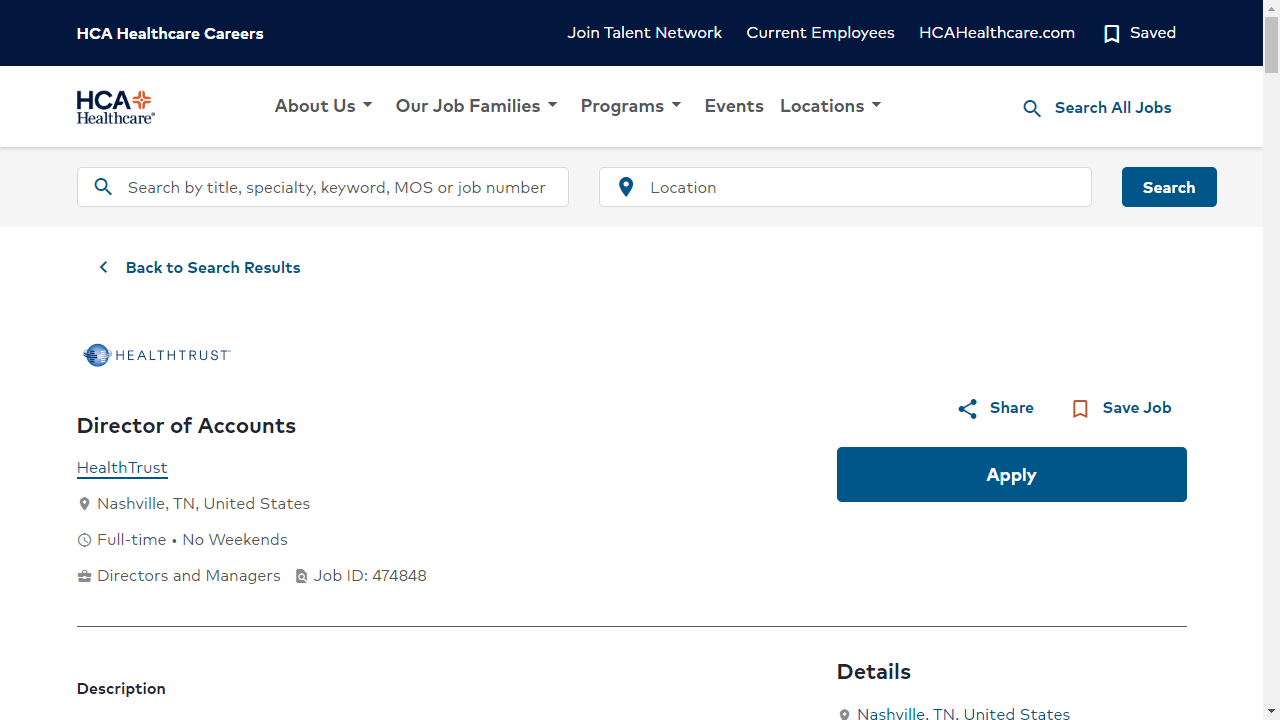 HCA Healthcare Careers
Join Talent Network
Current Employees
HCAHealthcare.com
Saved
HCA
Healthcare
About Us
Our Job Families
Programs
Events
Locations
Search All Jobs
Search by title, specialty, keyword, MOS or job number
Location
Search
Back to Search Results
HEALTHTRUST
Share
Save Job
Director of Accounts
HealthTrust
Apply
Nashville, TN, United States
Full-time • No Weekends
Directors and Managers
Job ID: 474848
Description
Details
Nashville, TN, United States